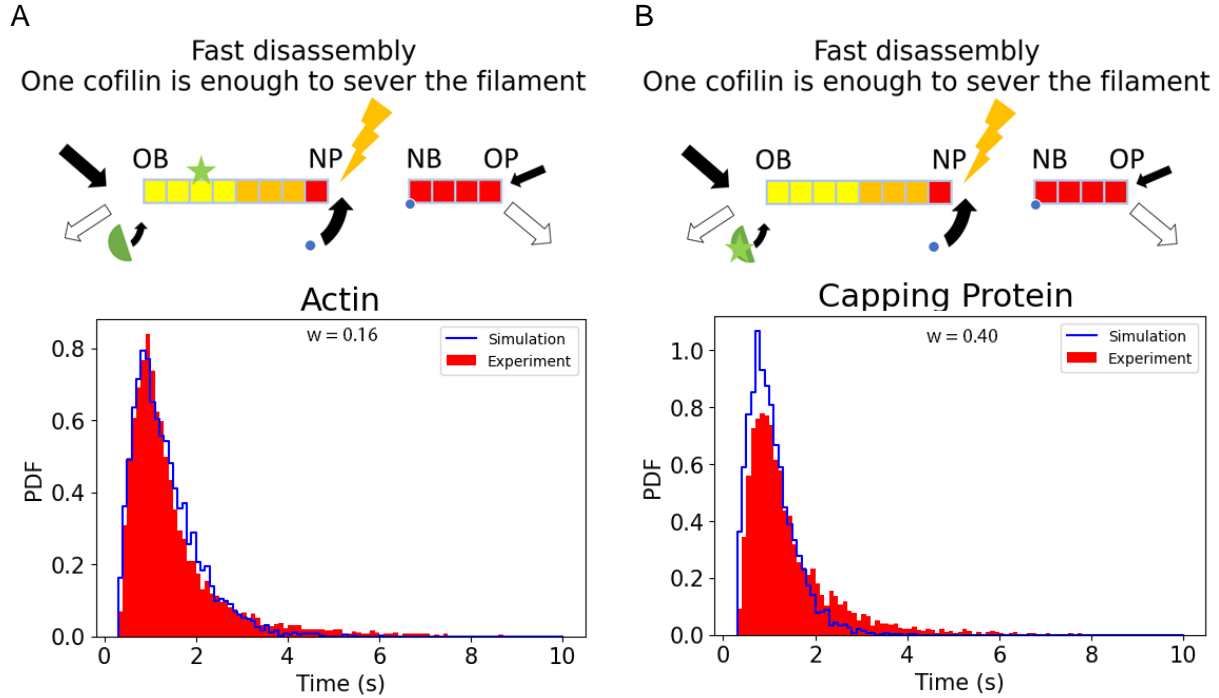 A
Fast disassembly
One cofilin is enough to sever the filament
OB
NP
NB
OP
Actin
w = 0.16
Simulation
Experiment
PDF
0.8
0.6
0.4
0.2
0.0
0
2
4
6
8
10
Time (s)
B
Fast disassembly
One cofilin is enough to sever the filament
OB
NP
NB
OP
Capping Protein
w = 0.40
Simulation
Experiment
PDF
1.0
0.8
0.6
0.4
0.2
0.0
0
2
4
6
8
10
Time (s)